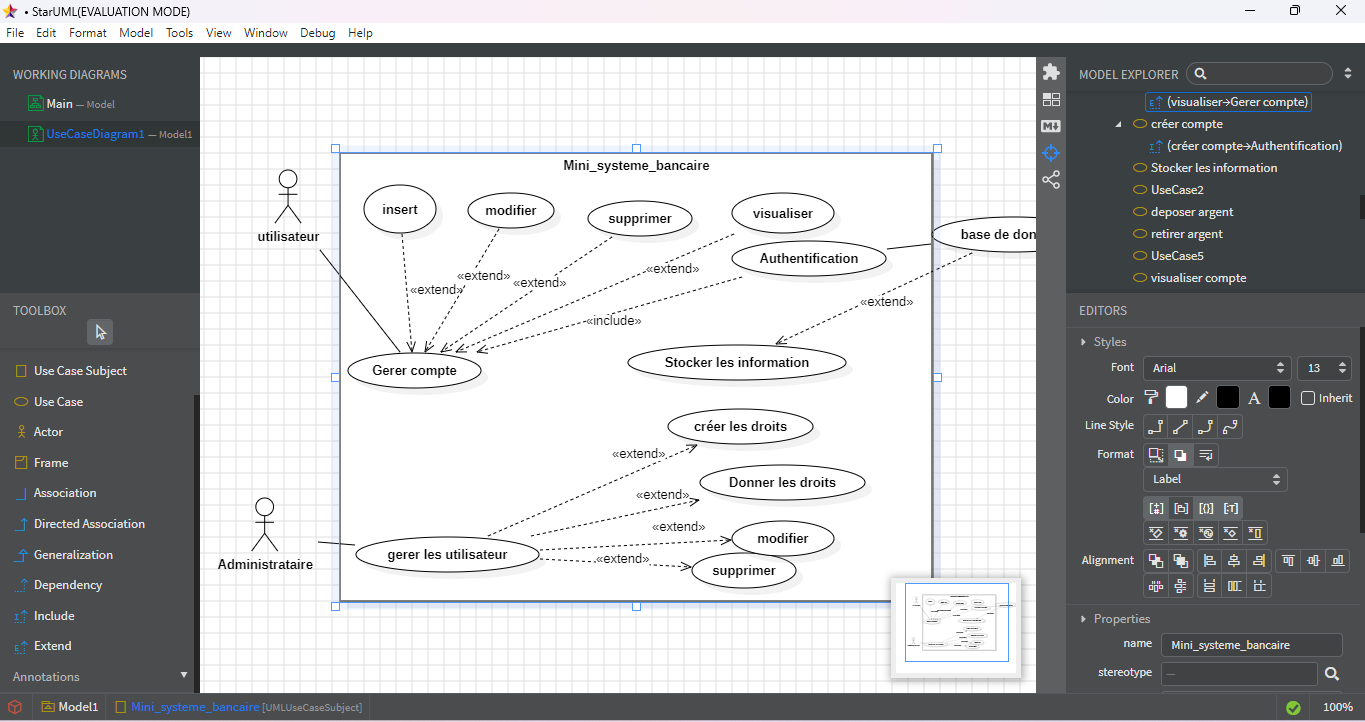 • StarUML(EVALUATION MODE)
File Edit Format Model Tools View Window Debug Help
WORKING DIAGRAMS
Main — Model
UseCaseDiagram1 — Model1
TOOLBOX
Use Case Subject
Use Case
Actor
Frame
Association
Directed Association
Generalization
Dependency
Include
Extend
Annotations
Mini_systeme_bancaire
utilisateur
insert
modifier
supprimer
visualiser
Authentification
base de don
«extend»
«extend»
«extend»
«extend»
«include»
«extend»
Gerer compte
Stocker les information
créer les droits
«extend»
Donner les droits
«extend»
modifier
«extend»
supprimer
«extend»
gerer les utilisateur
Administrataire
MODEL EXPLORER
(visualiser→Gerer compte)
créer compte
(créer compte→Authentification)
Stocker les information
UseCase2
deposer argent
retirer argent
UseCase5
visualiser compte
EDITORS
Styles
Font Arial 13
Color A Inherit
Line Style
Format
Label
Alignment
Properties
name Mini_systeme_bancaire
stereotype —
Model1 Mini_systeme_bancaire [UMLUseCaseSubject] 100%